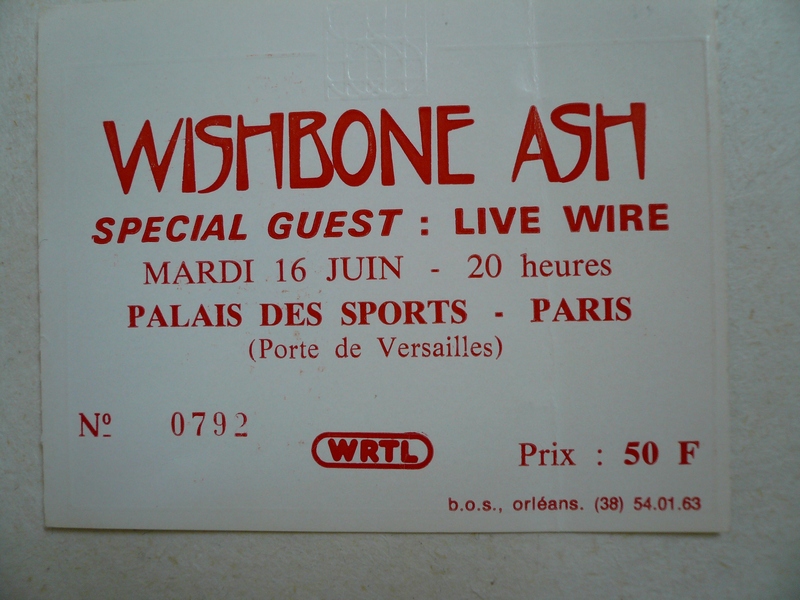 WISHBONE ASH
SPECIAL GUEST : LIVE WIRE
MARDI 16 JUIN - 20 heures
PALAIS DES SPORTS - PARIS
(Porte de Versailles)
Nº 0792
WRTL
Prix : 50 F
b.o.s., orléans. (38) 54.01.63